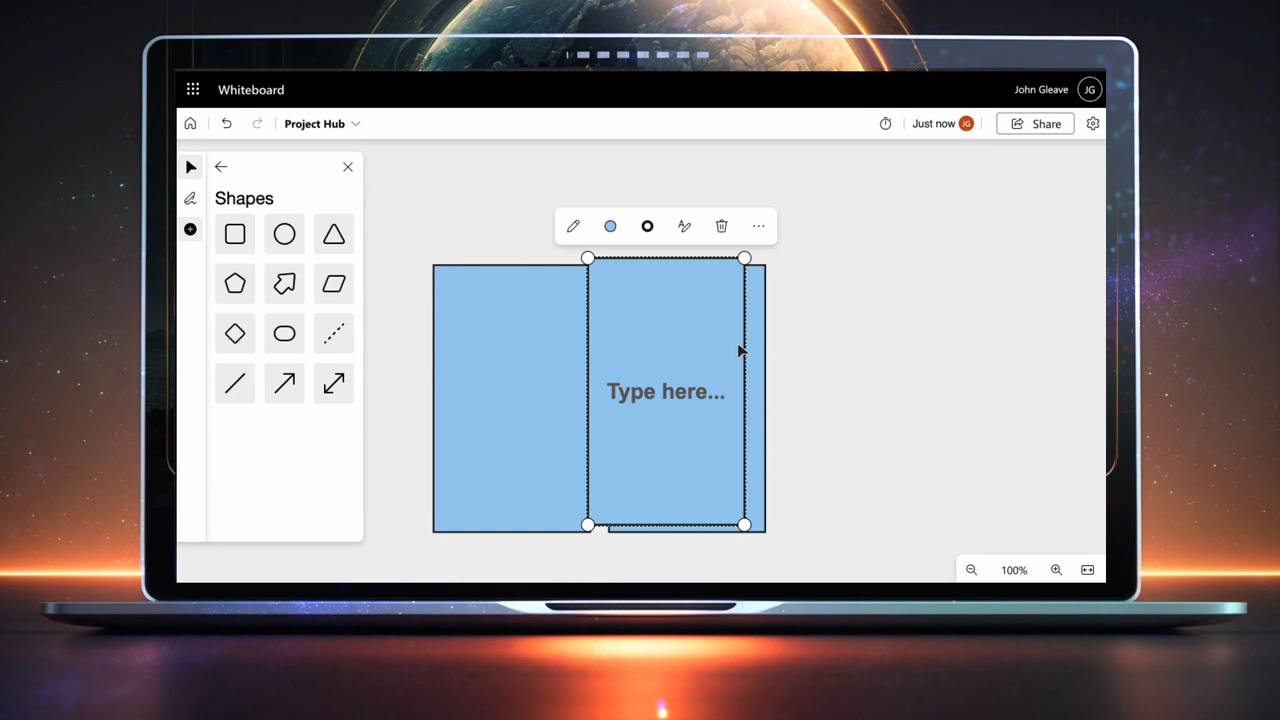 Whiteboard
John Gleave JG
Project Hub
Just now JG
Share
Shapes
Type here...
100%